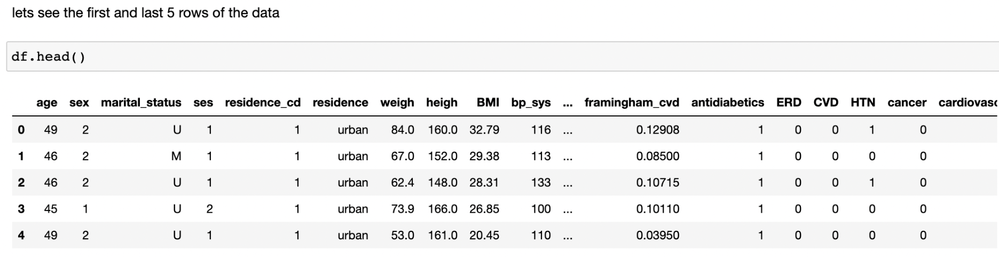 lets see the first and last 5 rows of the data
df.head()
age sex marital_status ses residence_cd residence weigh heigh BMI bp_sys ... framingham_cvd antidiabetics ERD CVD HTN cancer cardiovasc
0 49 2 U 1 1 urban 84.0 160.0 32.79 116 ... 0.12908 1 0 0 1 0
1 46 2 M 1 1 urban 67.0 152.0 29.38 113 ... 0.08500 1 0 0 0 0
2 46 2 U 1 1 urban 62.4 148.0 28.31 133 ... 0.10715 1 0 0 1 0
3 45 1 U 2 1 urban 73.9 166.0 26.85 100 ... 0.10110 1 0 0 0 0
4 49 2 U 1 1 urban 53.0 161.0 20.45 110 ... 0.03950 1 0 0 0 0